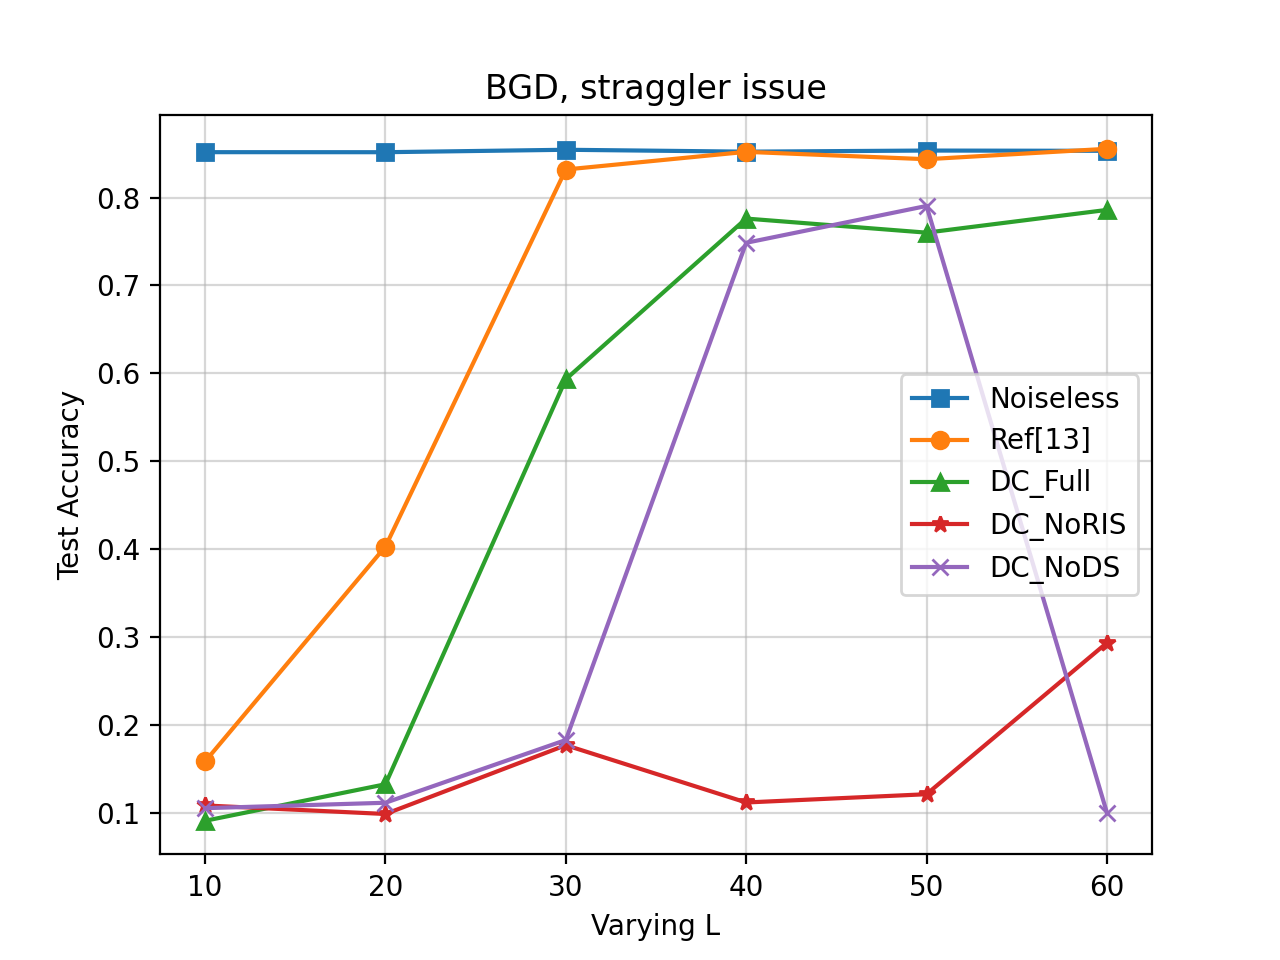 BGD, straggler issue
Test Accuracy
0.8
0.7
0.6
0.5
0.4
0.3
0.2
0.1
10 20 30 40 50 60
Varying L
Noiseless
Ref[13]
DC_Full
DC_NoRIS
DC_NoDS